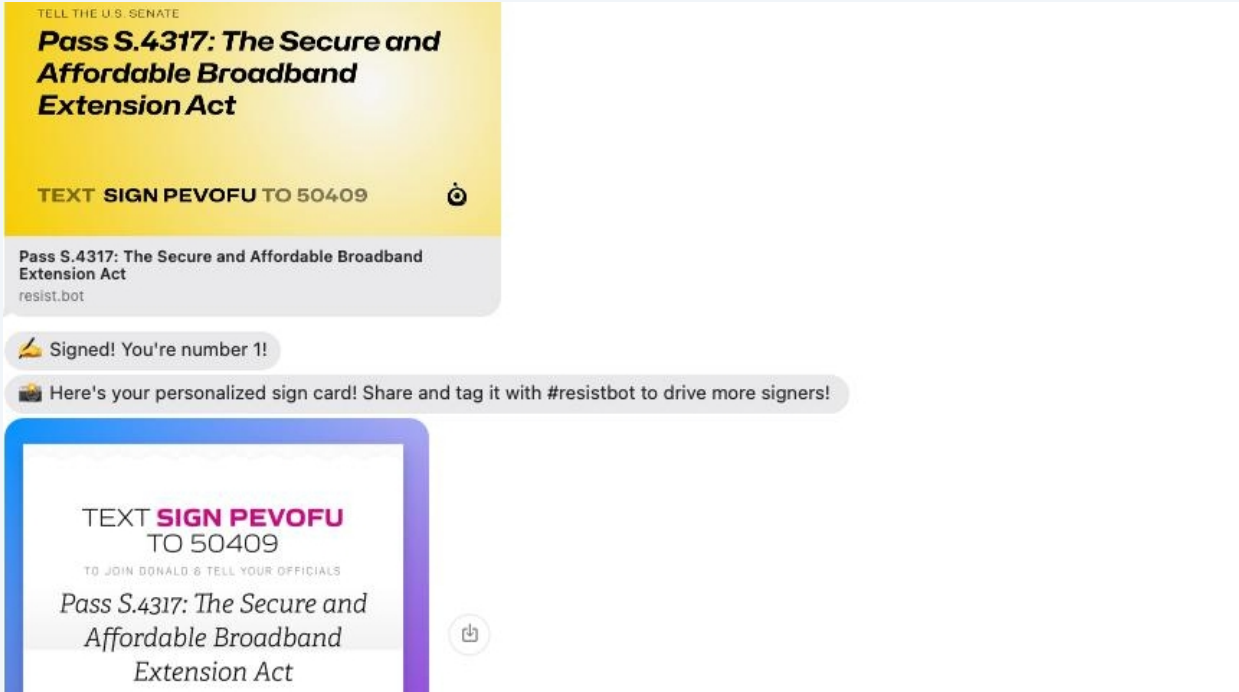 TELL THE U.S. SENATE
Pass S.4317: The Secure and
Affordable Broadband
Extension Act
TEXT SIGN PEVOFU TO 50409
Pass S.4317: The Secure and Affordable Broadband
Extension Act
resist.bot
✍️ Signed! You're number 1!
📸 Here's your personalized sign card! Share and tag it with #resistbot to drive more signers!
TEXT SIGN PEVOFU
TO 50409
TO JOIN DONALD & TELL YOUR OFFICIALS
Pass S.4317: The Secure and
Affordable Broadband
Extension Act